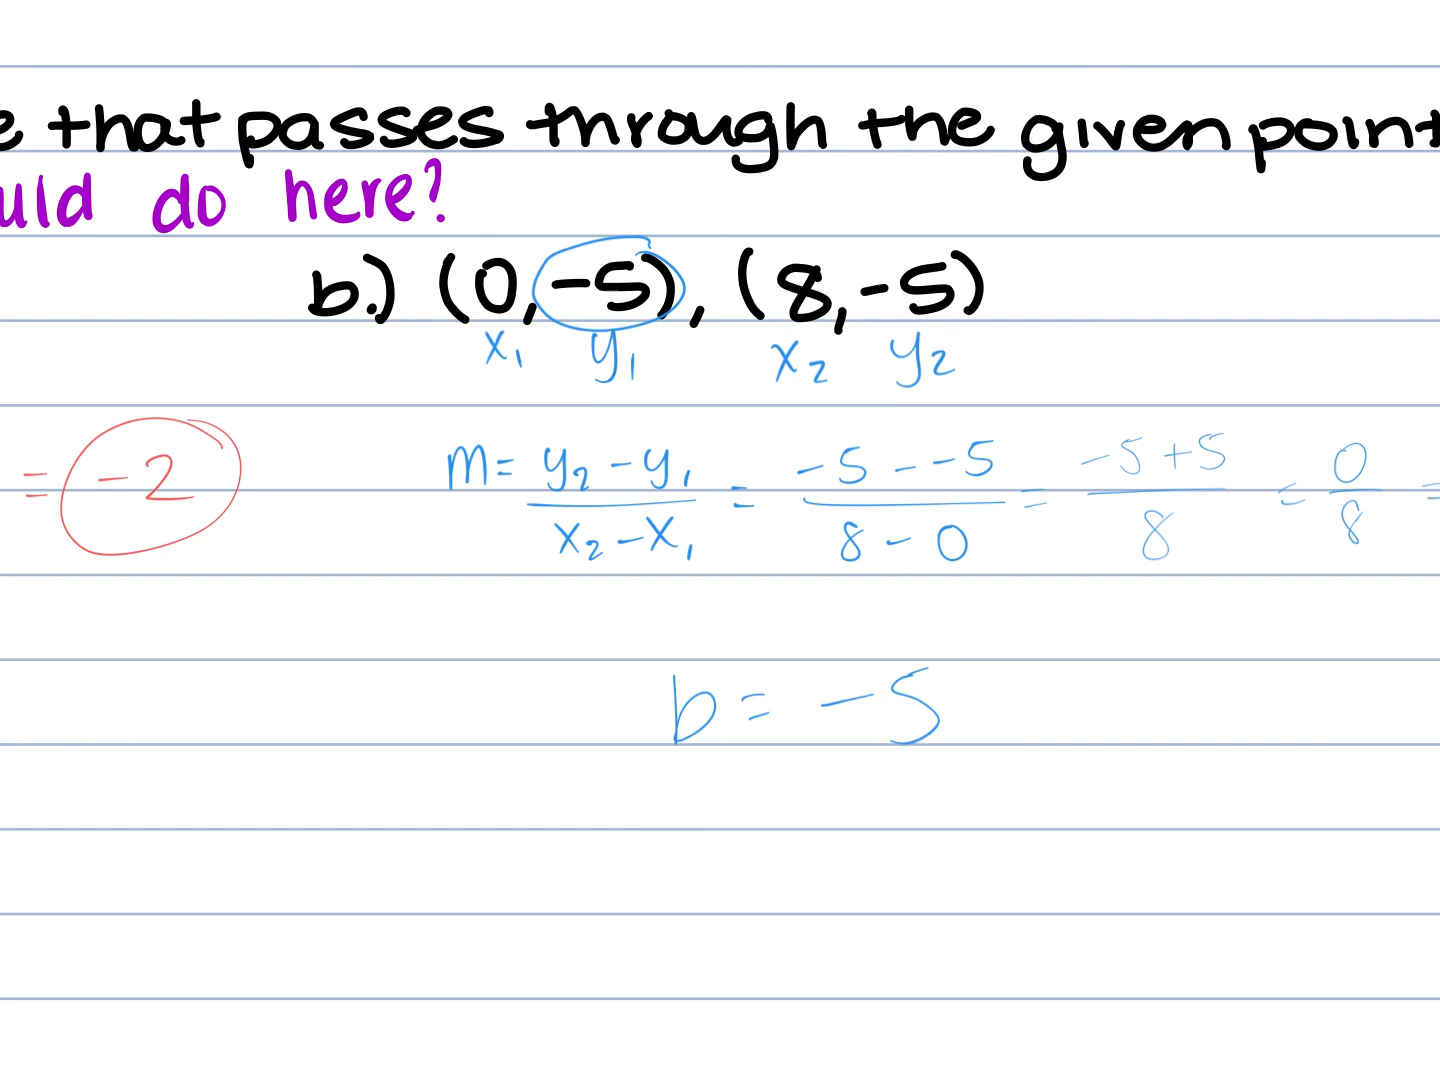 e that passes through the given point
uld do here?
b.) (0, -5), (8, -5)
x₁ y₁ x₂ y₂
= -2
m = y₂ - y₁ / x₂ - x₁ = -5 - -5 / 8 - 0 = -5 + 5 / 8 = 0 / 8 =
b = -5